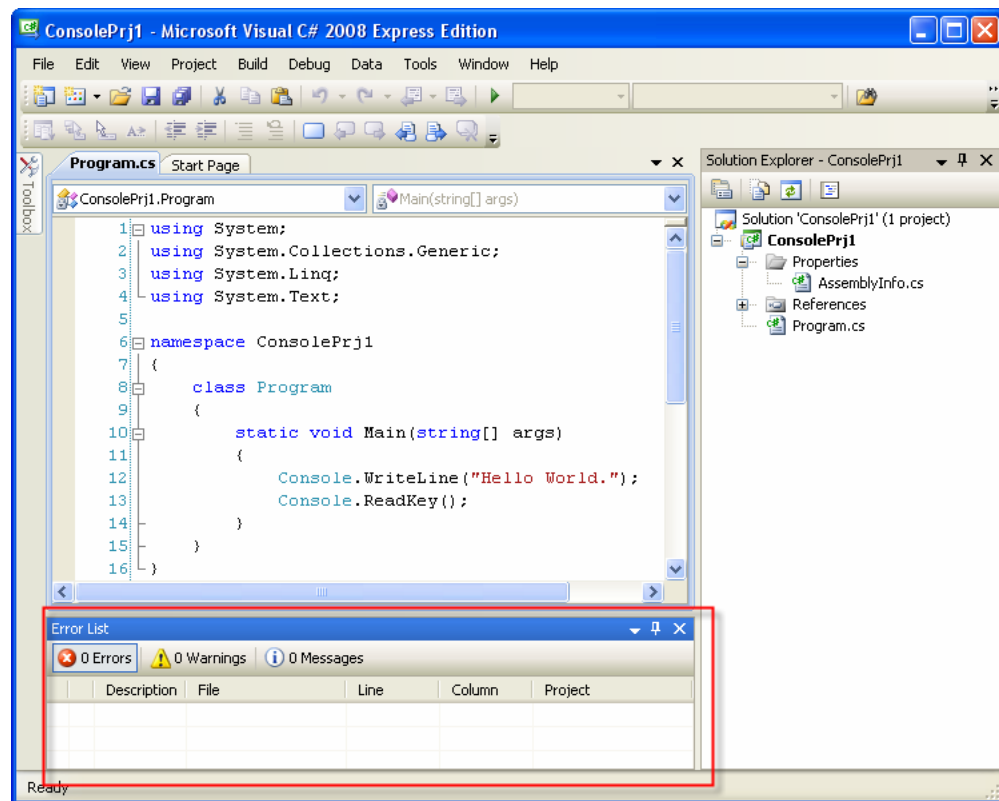 ConsolePrj1 - Microsoft Visual C# 2008 Express Edition
File Edit View Project Build Debug Data Tools Window Help
Toolbox
Program.cs Start Page
ConsolePrj1.Program Main(string[] args)
1 using System;
2 using System.Collections.Generic;
3 using System.Linq;
4 using System.Text;
5
6 namespace ConsolePrj1
7 {
8 class Program
9 {
10 static void Main(string[] args)
11 {
12 Console.WriteLine("Hello World.");
13 Console.ReadKey();
14 }
15 }
16 }
Solution Explorer - ConsolePrj1
Solution 'ConsolePrj1' (1 project)
ConsolePrj1
Properties
AssemblyInfo.cs
References
Program.cs
Error List
0 Errors 0 Warnings 0 Messages
Description File Line Column Project
Ready